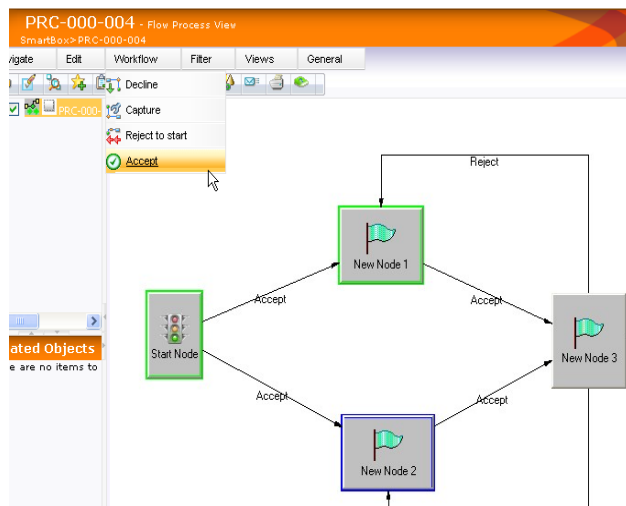 PRC-000-004 - Flow Process View
SmartBox>PRC-000-004
vigate Edit Workflow Filter Views General
Decline
PRC-000-
Capture
Reject to start
Accept
Reject
New Node 1
Accept
Accept
Start Node
New Node 3
ated Objects
e are no items to
Accept
Accept
New Node 2